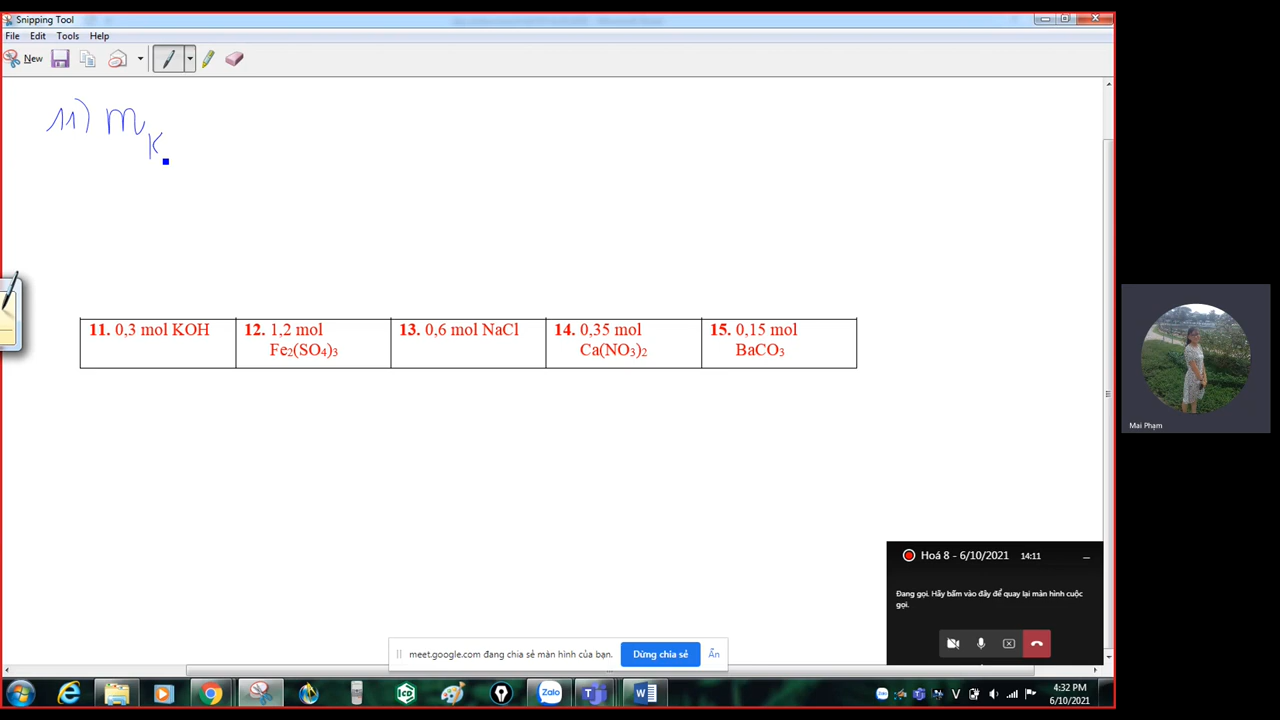 Snipping Tool
File Edit Tools Help
New
11) m K
11. 0,3 mol KOH
12. 1,2 mol
Fe₂(SO₄)₃
13. 0,6 mol NaCl
14. 0,35 mol
Ca(NO₃)₂
15. 0,15 mol
BaCO₃
Mai Phạm
Hoá 8 - 6/10/2021 14:11
Đang gọi. Hãy bấm vào đây để quay lại màn hình cuộc
gọi.
meet.google.com đang chia sẻ màn hình của bạn. Dừng chia sẻ Ẩn
iCP
Zalo
V
4:32 PM
6/10/2021